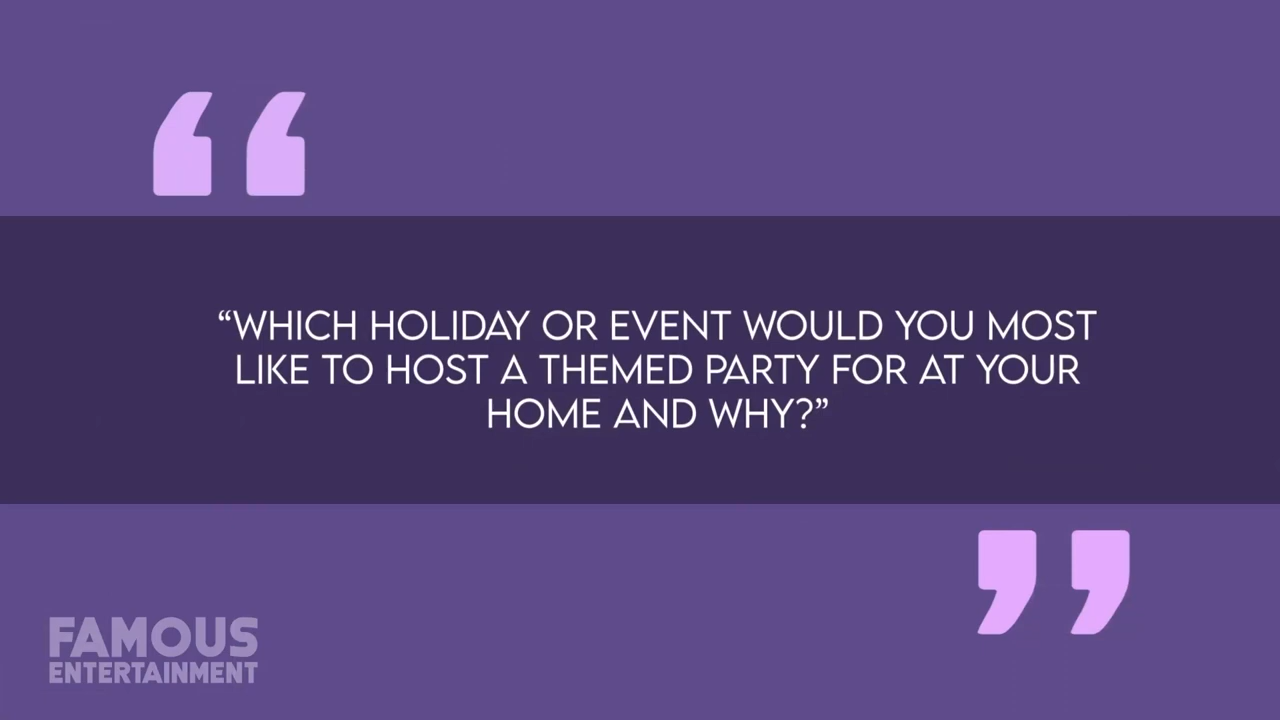 “WHICH HOLIDAY OR EVENT WOULD YOU MOST
LIKE TO HOST A THEMED PARTY FOR AT YOUR
HOME AND WHY?”
FAMOUS
ENTERTAINMENT